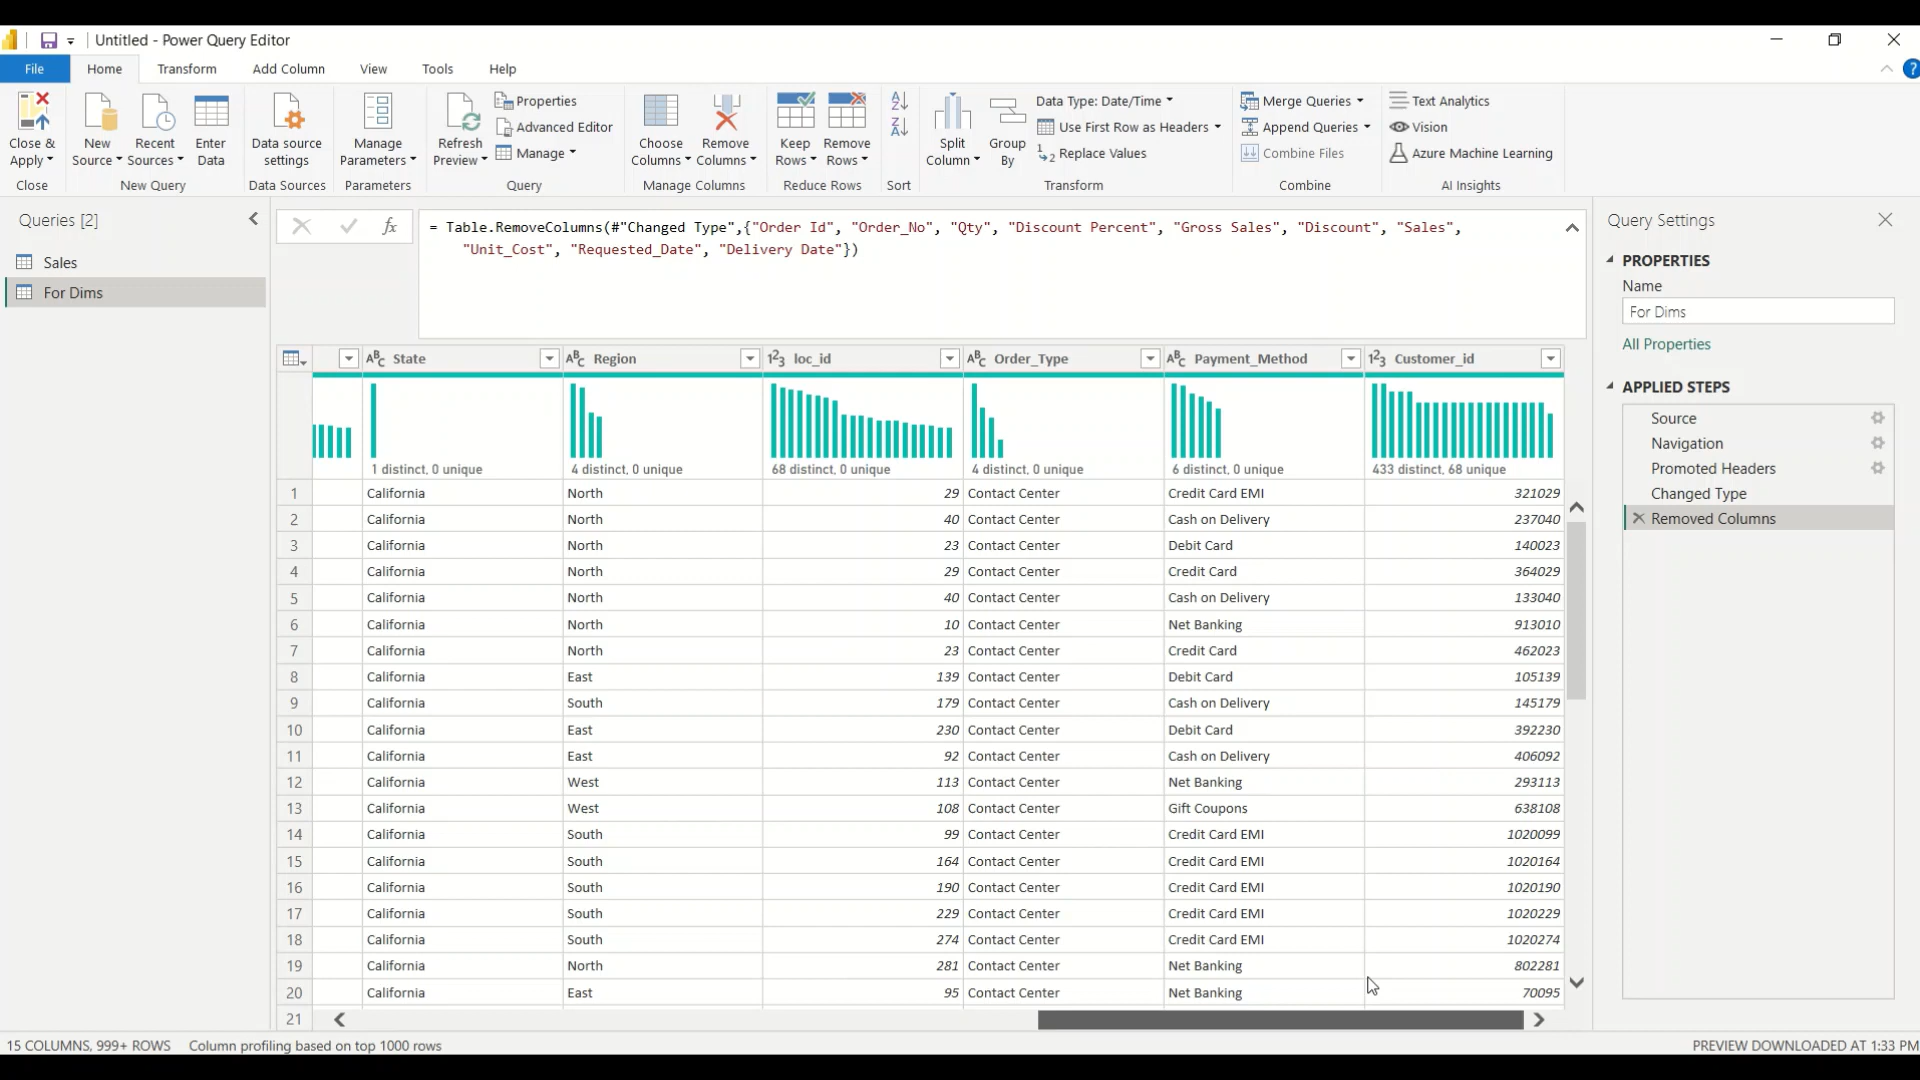 Untitled - Power Query Editor
File Home Transform Add Column View Tools Help
Close & Apply
Close
New Source
Recent Sources
Enter Data
New Query
Data source settings
Data Sources
Manage Parameters
Parameters
Refresh Preview
Properties
Advanced Editor
Manage
Query
Choose Columns
Remove Columns
Manage Columns
Keep Rows
Remove Rows
Reduce Rows
Sort
Split Column
Group By
Data Type: Date/Time
Use First Row as Headers
Replace Values
Transform
Merge Queries
Append Queries
Combine Files
Combine
Text Analytics
Vision
Azure Machine Learning
AI Insights
Queries [2]
Sales
For Dims
fx
= Table.RemoveColumns(#"Changed Type",{"Order Id", "Order_No", "Qty", "Discount Percent", "Gross Sales", "Discount", "Sales",
"Unit_Cost", "Requested_Date", "Delivery Date"})
State Region loc_id Order_Type Payment_Method Customer_id
1 distinct, 0 unique 4 distinct, 0 unique 68 distinct, 0 unique 4 distinct, 0 unique 6 distinct, 0 unique 433 distinct, 68 unique
1 California North 29 Contact Center Credit Card EMI 321029
2 California North 40 Contact Center Cash on Delivery 237040
3 California North 23 Contact Center Debit Card 140023
4 California North 29 Contact Center Credit Card 364029
5 California North 40 Contact Center Cash on Delivery 133040
6 California North 10 Contact Center Net Banking 913010
7 California North 23 Contact Center Credit Card 462023
8 California East 139 Contact Center Debit Card 105139
9 California South 179 Contact Center Cash on Delivery 145179
10 California East 230 Contact Center Debit Card 392230
11 California East 92 Contact Center Cash on Delivery 406092
12 California West 113 Contact Center Net Banking 293113
13 California West 108 Contact Center Gift Coupons 638108
14 California South 99 Contact Center Credit Card EMI 1020099
15 California South 164 Contact Center Credit Card EMI 1020164
16 California South 190 Contact Center Credit Card EMI 1020190
17 California South 229 Contact Center Credit Card EMI 1020229
18 California South 274 Contact Center Credit Card EMI 1020274
19 California North 281 Contact Center Net Banking 802281
20 California East 95 Contact Center Net Banking 70095
21
Query Settings
PROPERTIES
Name
For Dims
All Properties
APPLIED STEPS
Source
Navigation
Promoted Headers
Changed Type
Removed Columns
15 COLUMNS, 999+ ROWS Column profiling based on top 1000 rows
PREVIEW DOWNLOADED AT 1:33 PM